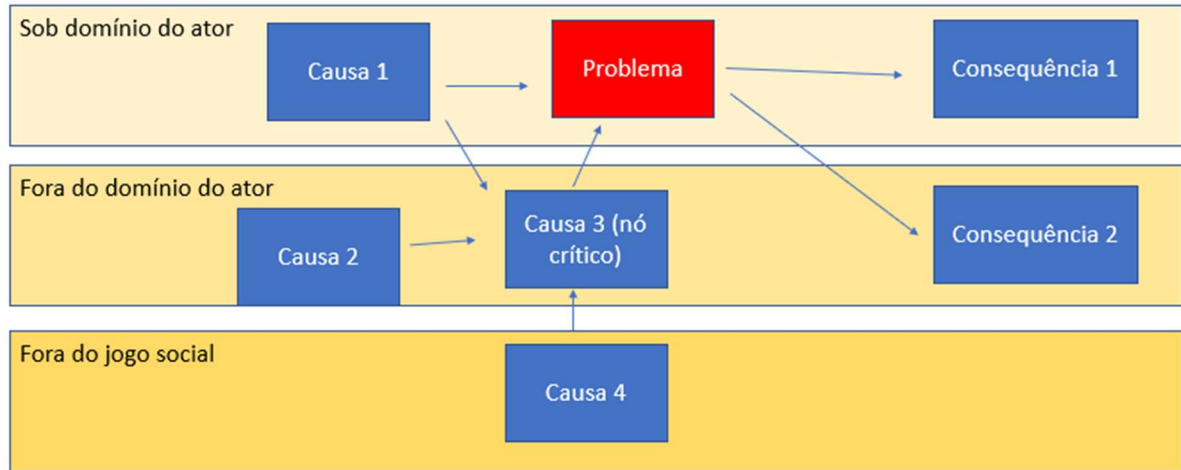 Sob domínio do ator
Causa 1
Problema
Consequência 1
Fora do domínio do ator
Causa 2
Causa 3 (nó
crítico)
Consequência 2
Fora do jogo social
Causa 4